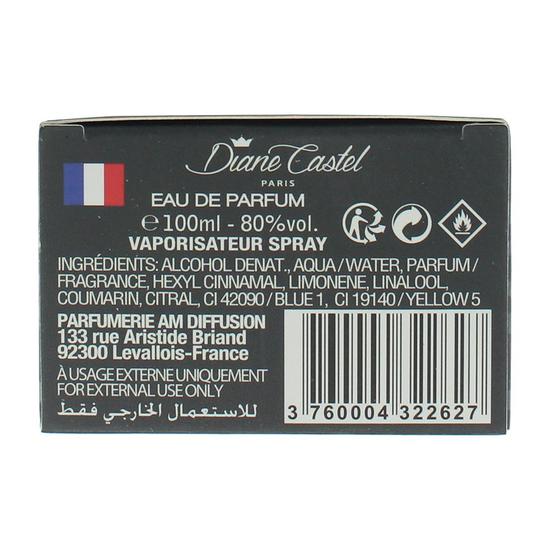 Diane Castel
PARIS
EAU DE PARFUM
℮ 100ml - 80%vol.
VAPORISATEUR SPRAY
INGRÉDIENTS: ALCOHOL DENAT., AQUA / WATER, PARFUM /
FRAGRANCE, HEXYL CINNAMAL, LIMONENE, LINALOOL,
COUMARIN, CITRAL, CI 42090 / BLUE 1, CI 19140 / YELLOW 5
PARFUMERIE AM DIFFUSION
133 rue Aristide Briand
92300 Levallois-France
À USAGE EXTERNE UNIQUEMENT
FOR EXTERNAL USE ONLY
للاستعمال الخارجي فقط
3 760004 322627